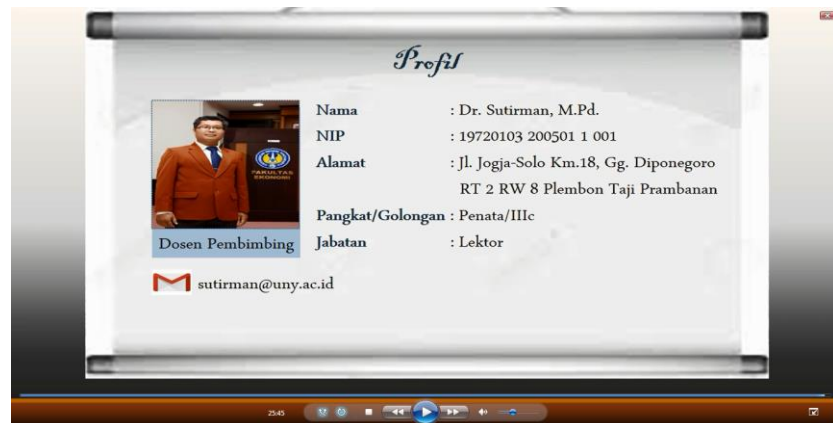 Profil
Nama : Dr. Sutirman, M.Pd.
NIP : 19720103 200501 1 001
Alamat : Jl. Jogja-Solo Km.18, Gg. Diponegoro
RT 2 RW 8 Plembon Taji Prambanan
Pangkat/Golongan : Penata/IIIc
Jabatan : Lektor
FAKULTAS
EKONOMI
Dosen Pembimbing
sutirman@uny.ac.id
25:45